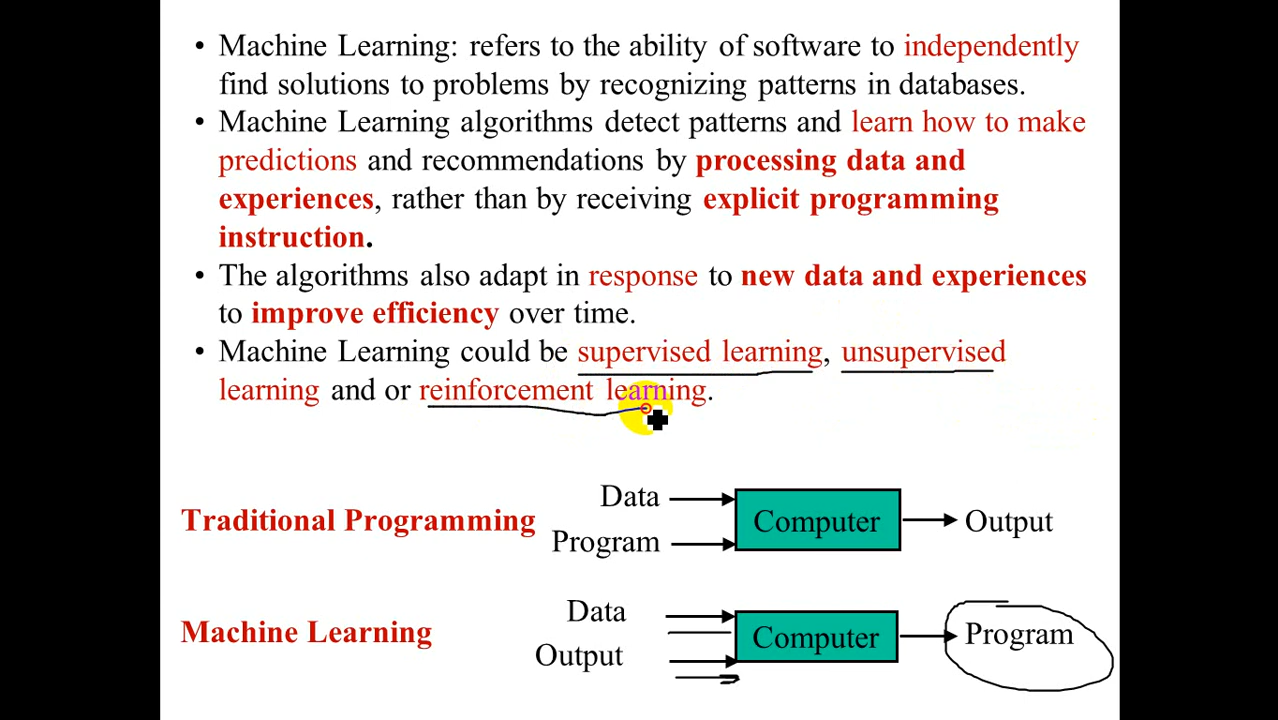 • Machine Learning: refers to the ability of software to independently
find solutions to problems by recognizing patterns in databases.
• Machine Learning algorithms detect patterns and learn how to make
predictions and recommendations by processing data and
experiences, rather than by receiving explicit programming
instruction.
• The algorithms also adapt in response to new data and experiences
to improve efficiency over time.
• Machine Learning could be supervised learning, unsupervised
learning and or reinforcement learning.
Data
Traditional Programming
Computer
Output
Program
Data
Machine Learning
Computer
Program
Output